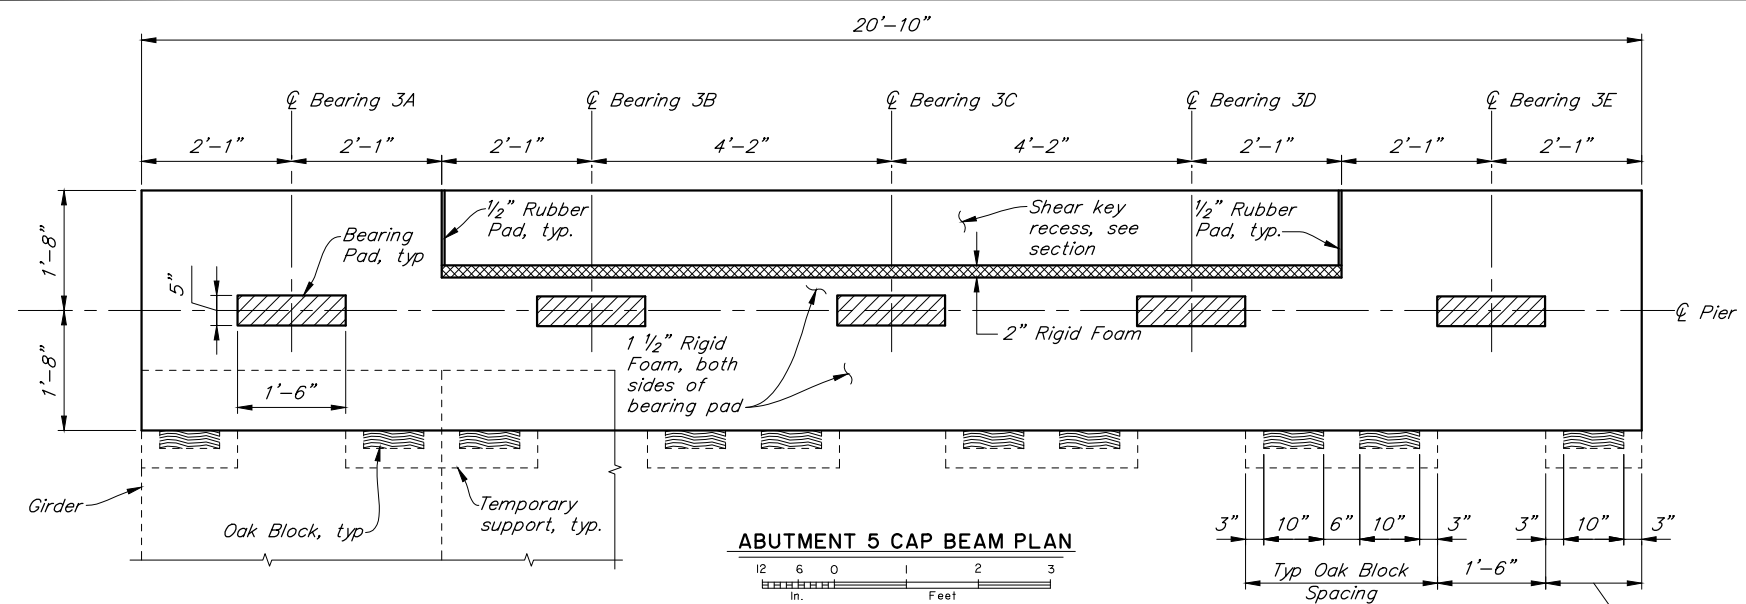 20'-10"
℄ Bearing 3A
℄ Bearing 3B
℄ Bearing 3C
℄ Bearing 3D
℄ Bearing 3E
2'-1"
2'-1"
2'-1"
4'-2"
4'-2"
2'-1"
2'-1"
2'-1"
1'-8"
1'-8"
5"
Bearing
Pad, typ
1/2" Rubber
Pad, typ.
Shear key
recess, see
section
1/2" Rubber
Pad, typ.
℄ Pier
2" Rigid Foam
1 1/2" Rigid
Foam, both
sides of
bearing pad
1'-6"
Girder
Oak Block, typ
Temporary
support, typ.
3"
10"
6"
10"
3"
3"
10"
3"
Typ Oak Block
Spacing
1'-6"
ABUTMENT 5 CAP BEAM PLAN
12 6 0 1 2 3
In. Feet